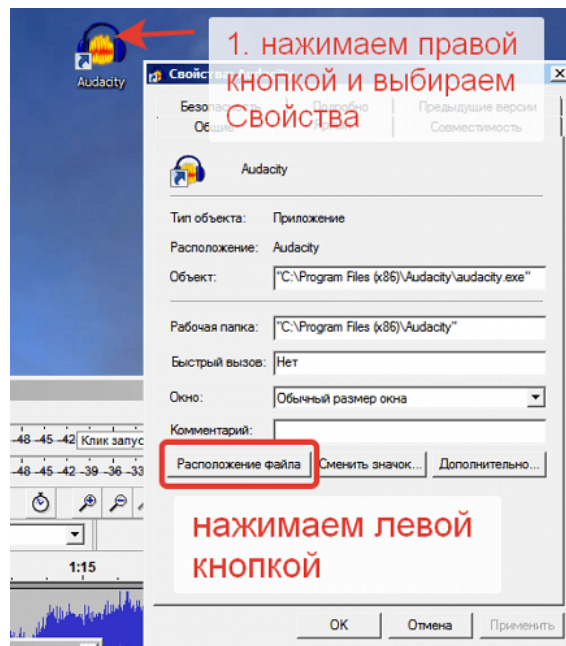 1. нажимаем правой
кнопкой и выбираем
Свойства
Audacity
Безопасность Подробно Предыдущие версии
Общие Ярлык Совместимость
Audacity
Тип объекта: Приложение
Расположение: Audacity
Объект: "C:\Program Files (x86)\Audacity\audacity.exe"
Рабочая папка: "C:\Program Files (x86)\Audacity"
Быстрый вызов: Нет
Окно: Обычный размер окна
Комментарий:
-48 -45 -42 Клик запус
-48 -45 -42 -39 -36 -33
Расположение файла Сменить значок... Дополнительно...
нажимаем левой
кнопкой
1:15
ОК Отмена Применить